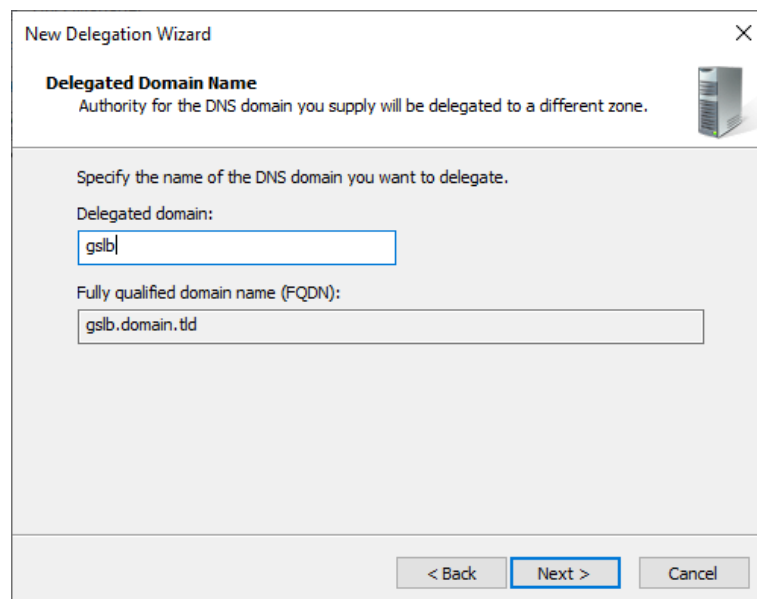 New Delegation Wizard
Delegated Domain Name
Authority for the DNS domain you supply will be delegated to a different zone.
Specify the name of the DNS domain you want to delegate.
Delegated domain:
gslb
Fully qualified domain name (FQDN):
gslb.domain.tld
< Back Next > Cancel